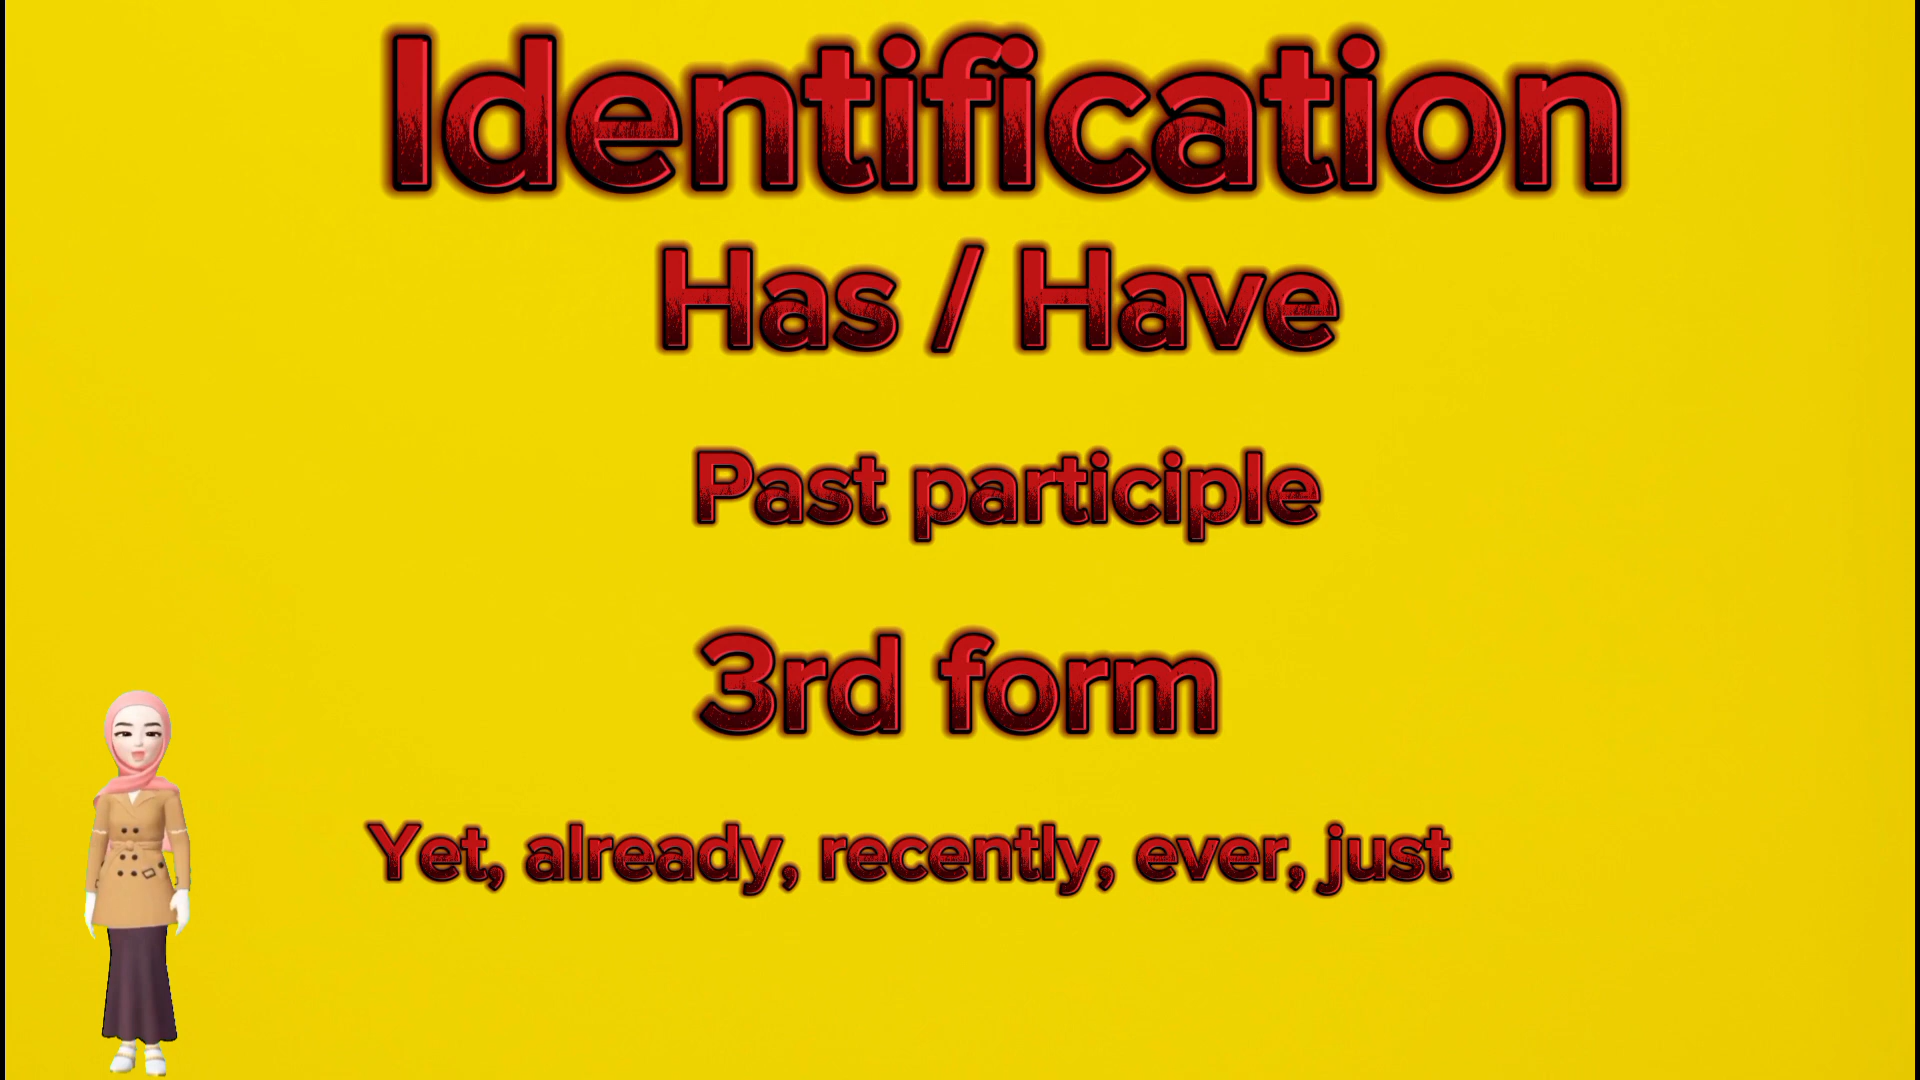 Identification
Has / Have
Past participle
3rd form
Yet, already, recently, ever, just